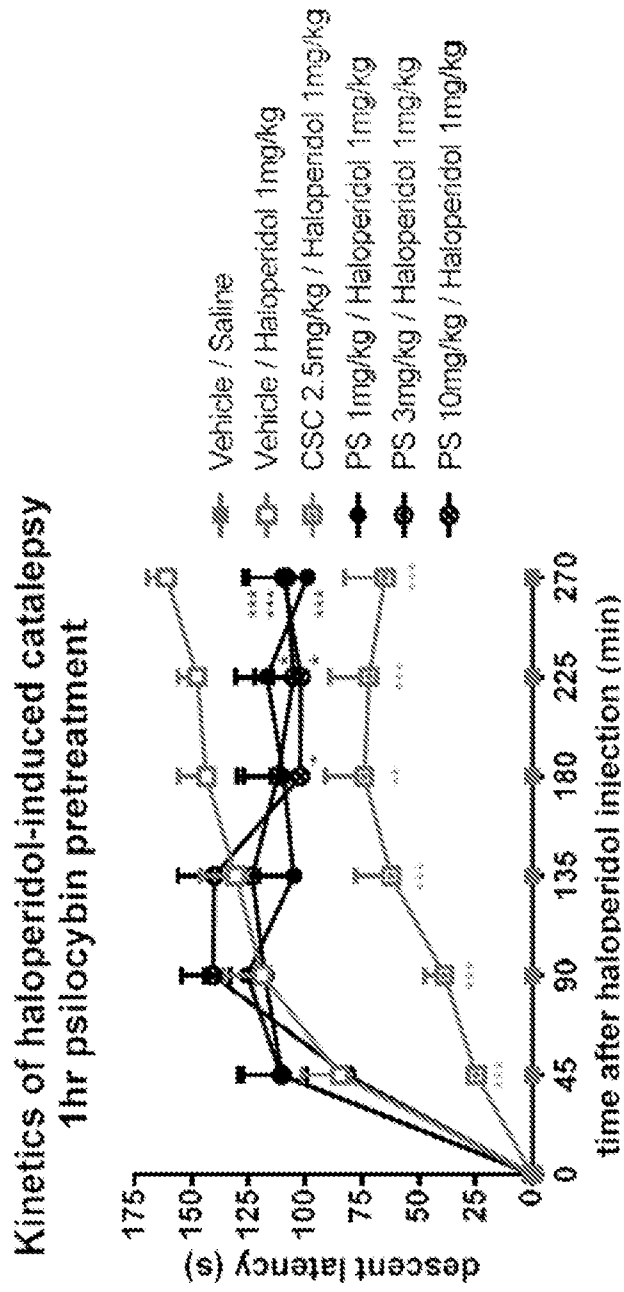 Kinetics of haloperidol-induced catalepsy
1hr psilocybin pretreatment
descent latency (s)
175
150
125
100
75
50
25
0
0 45 90 135 180 225 270
time after haloperidol injection (min)
Vehicle / Saline
Vehicle / Haloperidol 1mg/kg
CSC 2.5mg/kg / Haloperidol 1mg/kg
PS 1mg/kg / Haloperidol 1mg/kg
PS 3mg/kg / Haloperidol 1mg/kg
PS 10mg/kg / Haloperidol 1mg/kg